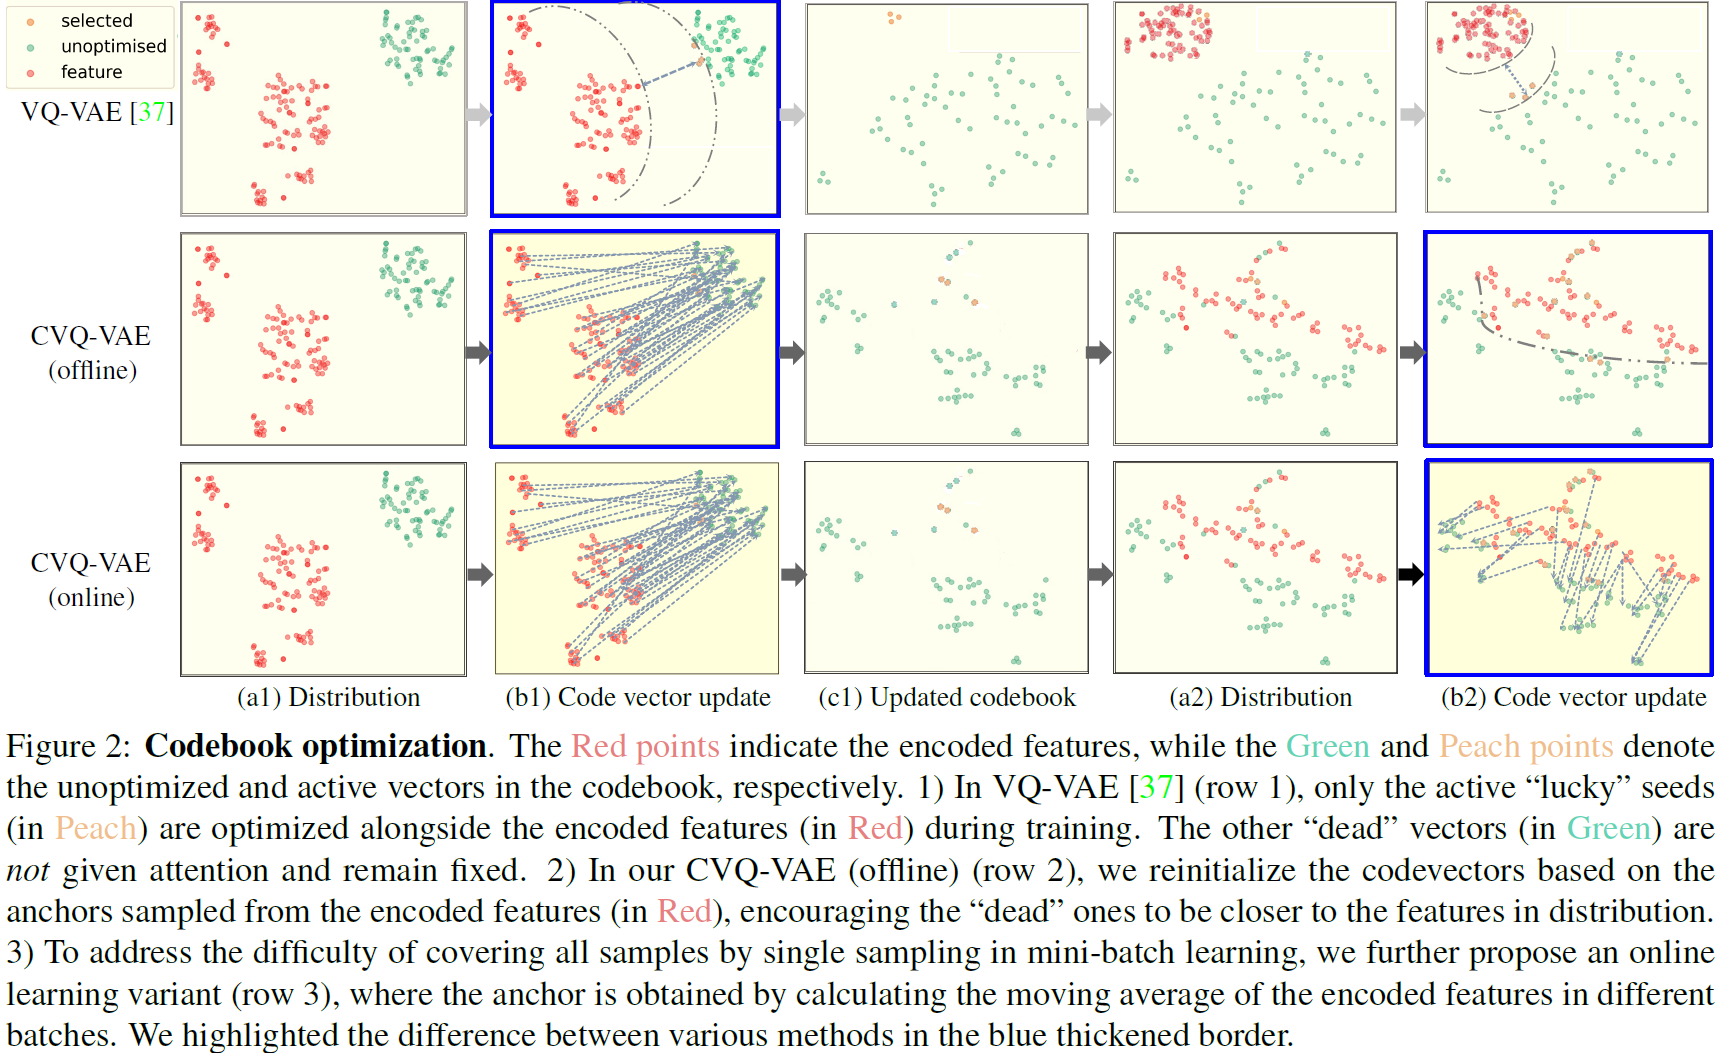 selected
unoptimised
feature
VQ-VAE [37]
CVQ-VAE
(offline)
CVQ-VAE
(online)
(a1) Distribution
(b1) Code vector update
(c1) Updated codebook
(a2) Distribution
(b2) Code vector update
Figure 2: Codebook optimization. The Red points indicate the encoded features, while the Green and Peach points denote
the unoptimized and active vectors in the codebook, respectively. 1) In VQ-VAE [37] (row 1), only the active “lucky” seeds
(in Peach) are optimized alongside the encoded features (in Red) during training. The other “dead” vectors (in Green) are
not given attention and remain fixed. 2) In our CVQ-VAE (offline) (row 2), we reinitialize the codevectors based on the
anchors sampled from the encoded features (in Red), encouraging the “dead” ones to be closer to the features in distribution.
3) To address the difficulty of covering all samples by single sampling in mini-batch learning, we further propose an online
learning variant (row 3), where the anchor is obtained by calculating the moving average of the encoded features in different
batches. We highlighted the difference between various methods in the blue thickened border.